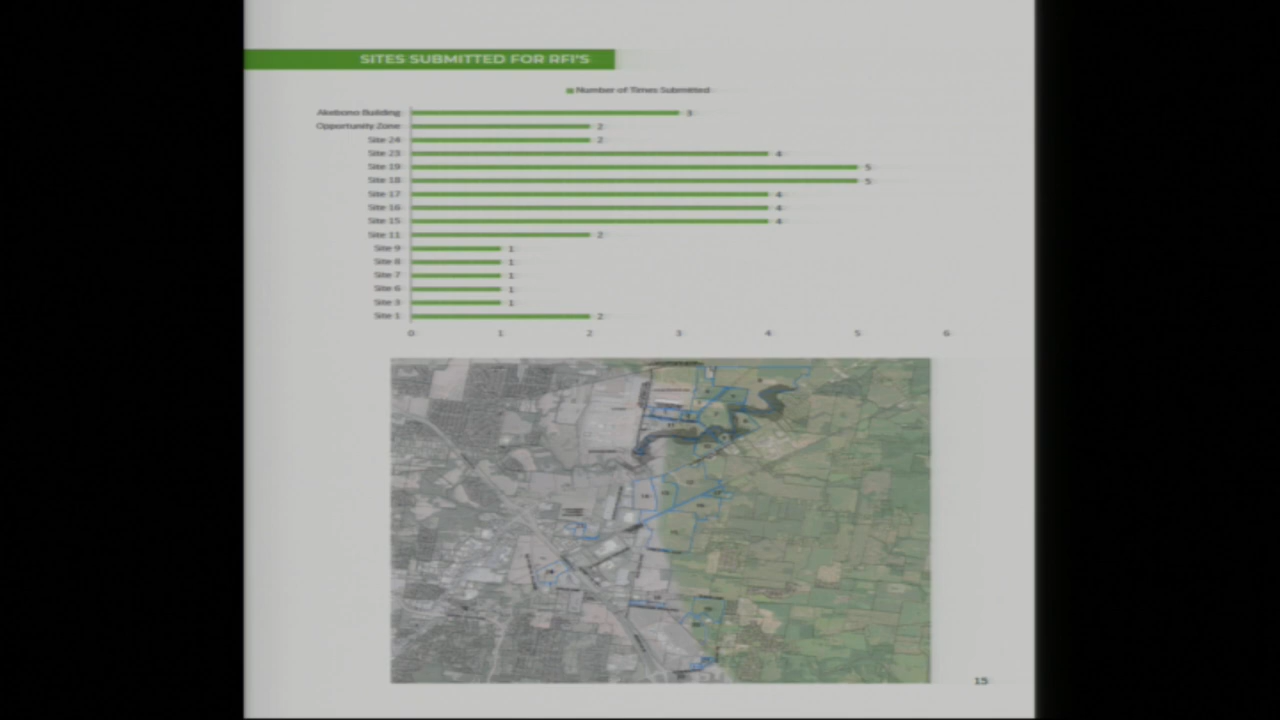 SITES SUBMITTED FOR RFI'S
Number of Times Submitted
Akebono Building 3
Opportunity Zone 2
Site 24 2
Site 23 4
Site 19 5
Site 18 5
Site 17 4
Site 16 4
Site 15 4
Site 11 2
Site 9 1
Site 8 1
Site 7 1
Site 6 1
Site 3 1
Site 1 2
0 1 2 3 4 5 6
15